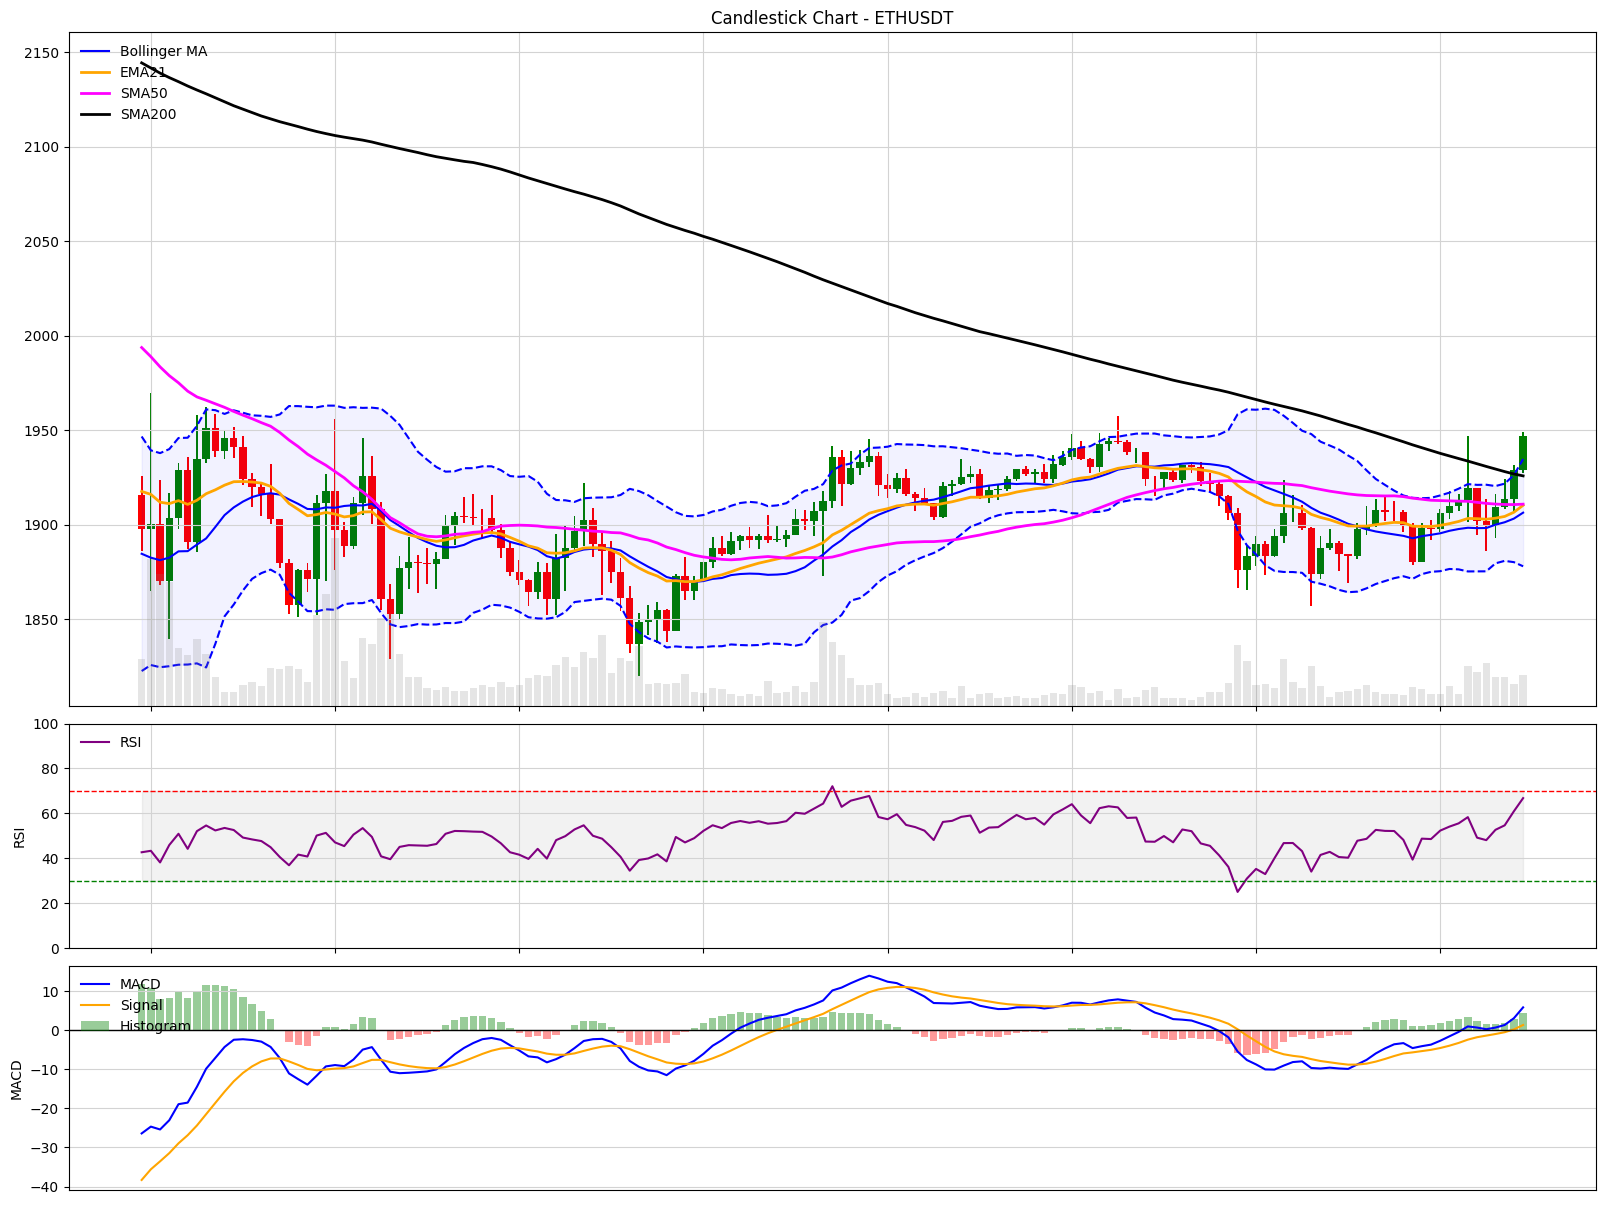 Candlestick Chart - ETHUSDT
2150
2100
2050
2000
1950
1900
1850
Bollinger MA
EMA21
SMA50
SMA200
100
80
60
40
20
0
RSI
RSI
10
0
−10
−20
−30
−40
MACD
MACD
Signal
Histogram